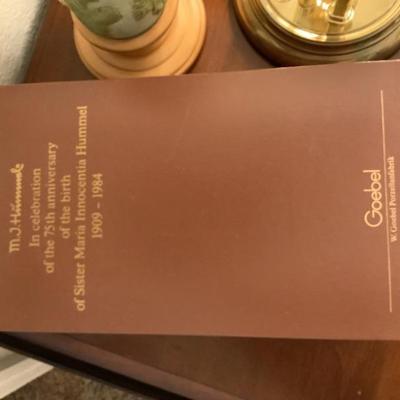 M.J.Hummel
In celebration
of the 75th anniversary
of the birth
of Sister Maria Innocentia Hummel
1909 - 1984
Goebel
W. Goebel Porzellanfabrik